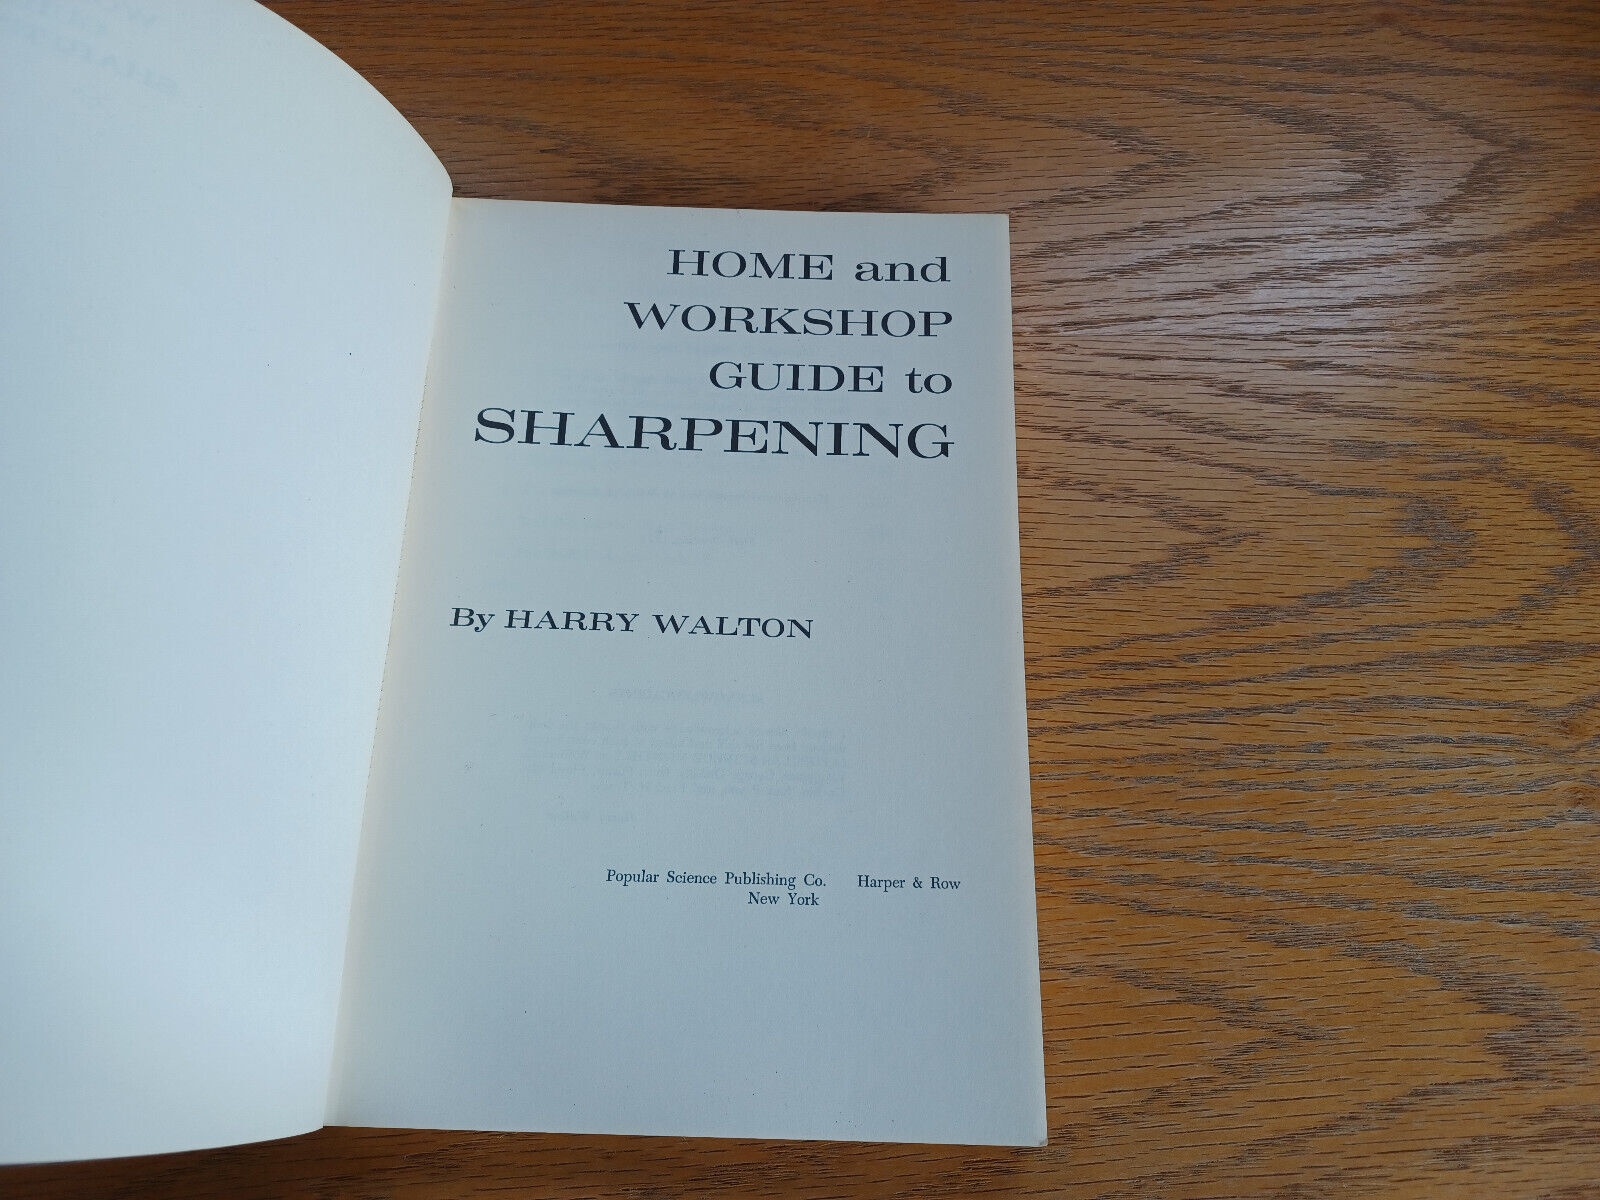 HOME and
WORKSHOP
GUIDE to
SHARPENING
By HARRY WALTON
Popular Science Publishing Co. Harper & Row
New York